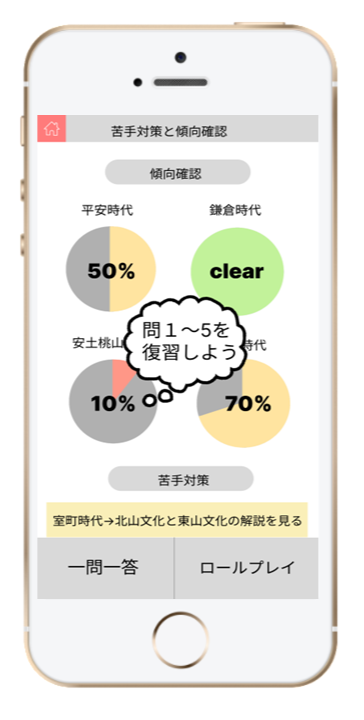 苦手対策と傾向確認
傾向確認
平安時代
鎌倉時代
50%
clear
問１〜5を
復習しよう
安土桃山
時代
10%
70%
苦手対策
室町時代→北山文化と東山文化の解説を見る
一問一答
ロールプレイ